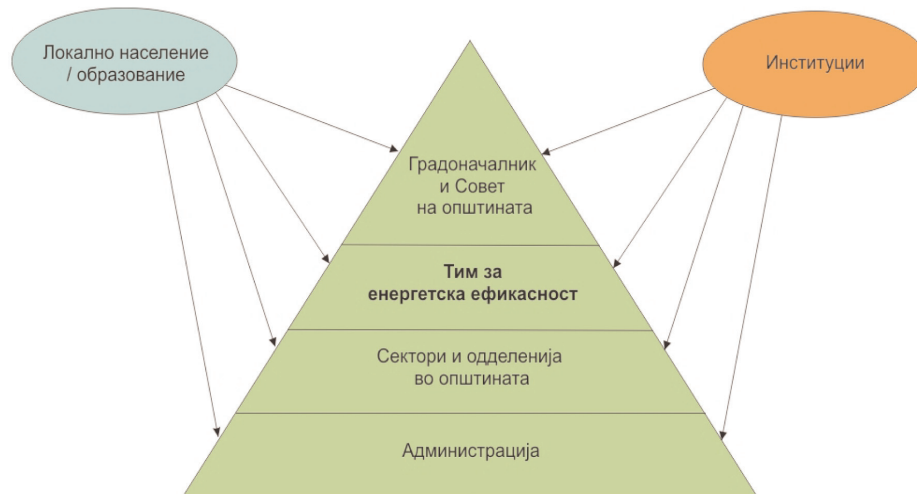 Локално население
/ образование
Институции
Градоначалник
и Совет
на општината
Тим за
енергетска ефикасност
Сектори и одделенија
во општината
Администрација